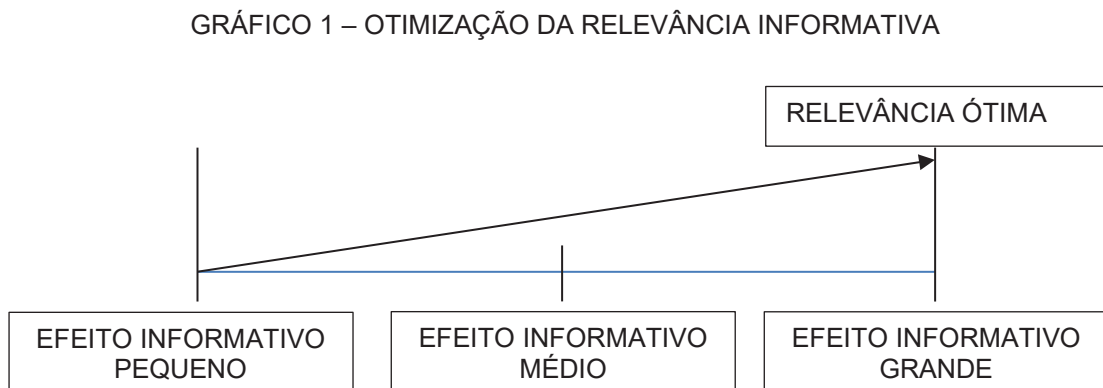 GRÁFICO 1 – OTIMIZAÇÃO DA RELEVÂNCIA INFORMATIVA
RELEVÂNCIA ÓTIMA
EFEITO INFORMATIVO
PEQUENO
EFEITO INFORMATIVO
MÉDIO
EFEITO INFORMATIVO
GRANDE